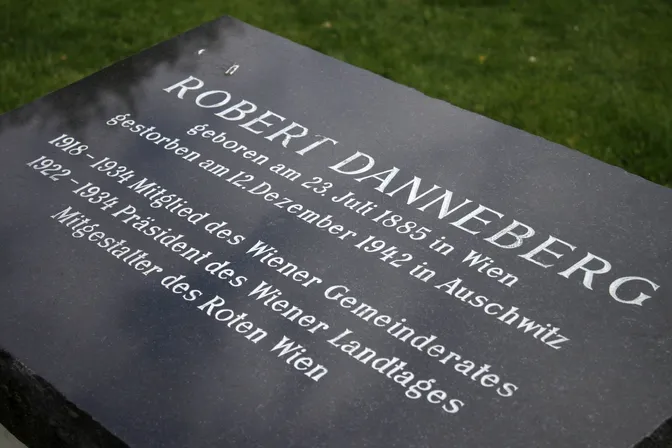 ROBERT DANNEBERG
geboren am 23. Juli 1885 in Wien
gestorben am 12. Dezember 1942 in Auschwitz
1918 – 1934 Mitglied des Wiener Gemeinderates
1922 – 1934 Präsident des Wiener Landtages
Mitgestalter des Roten Wien